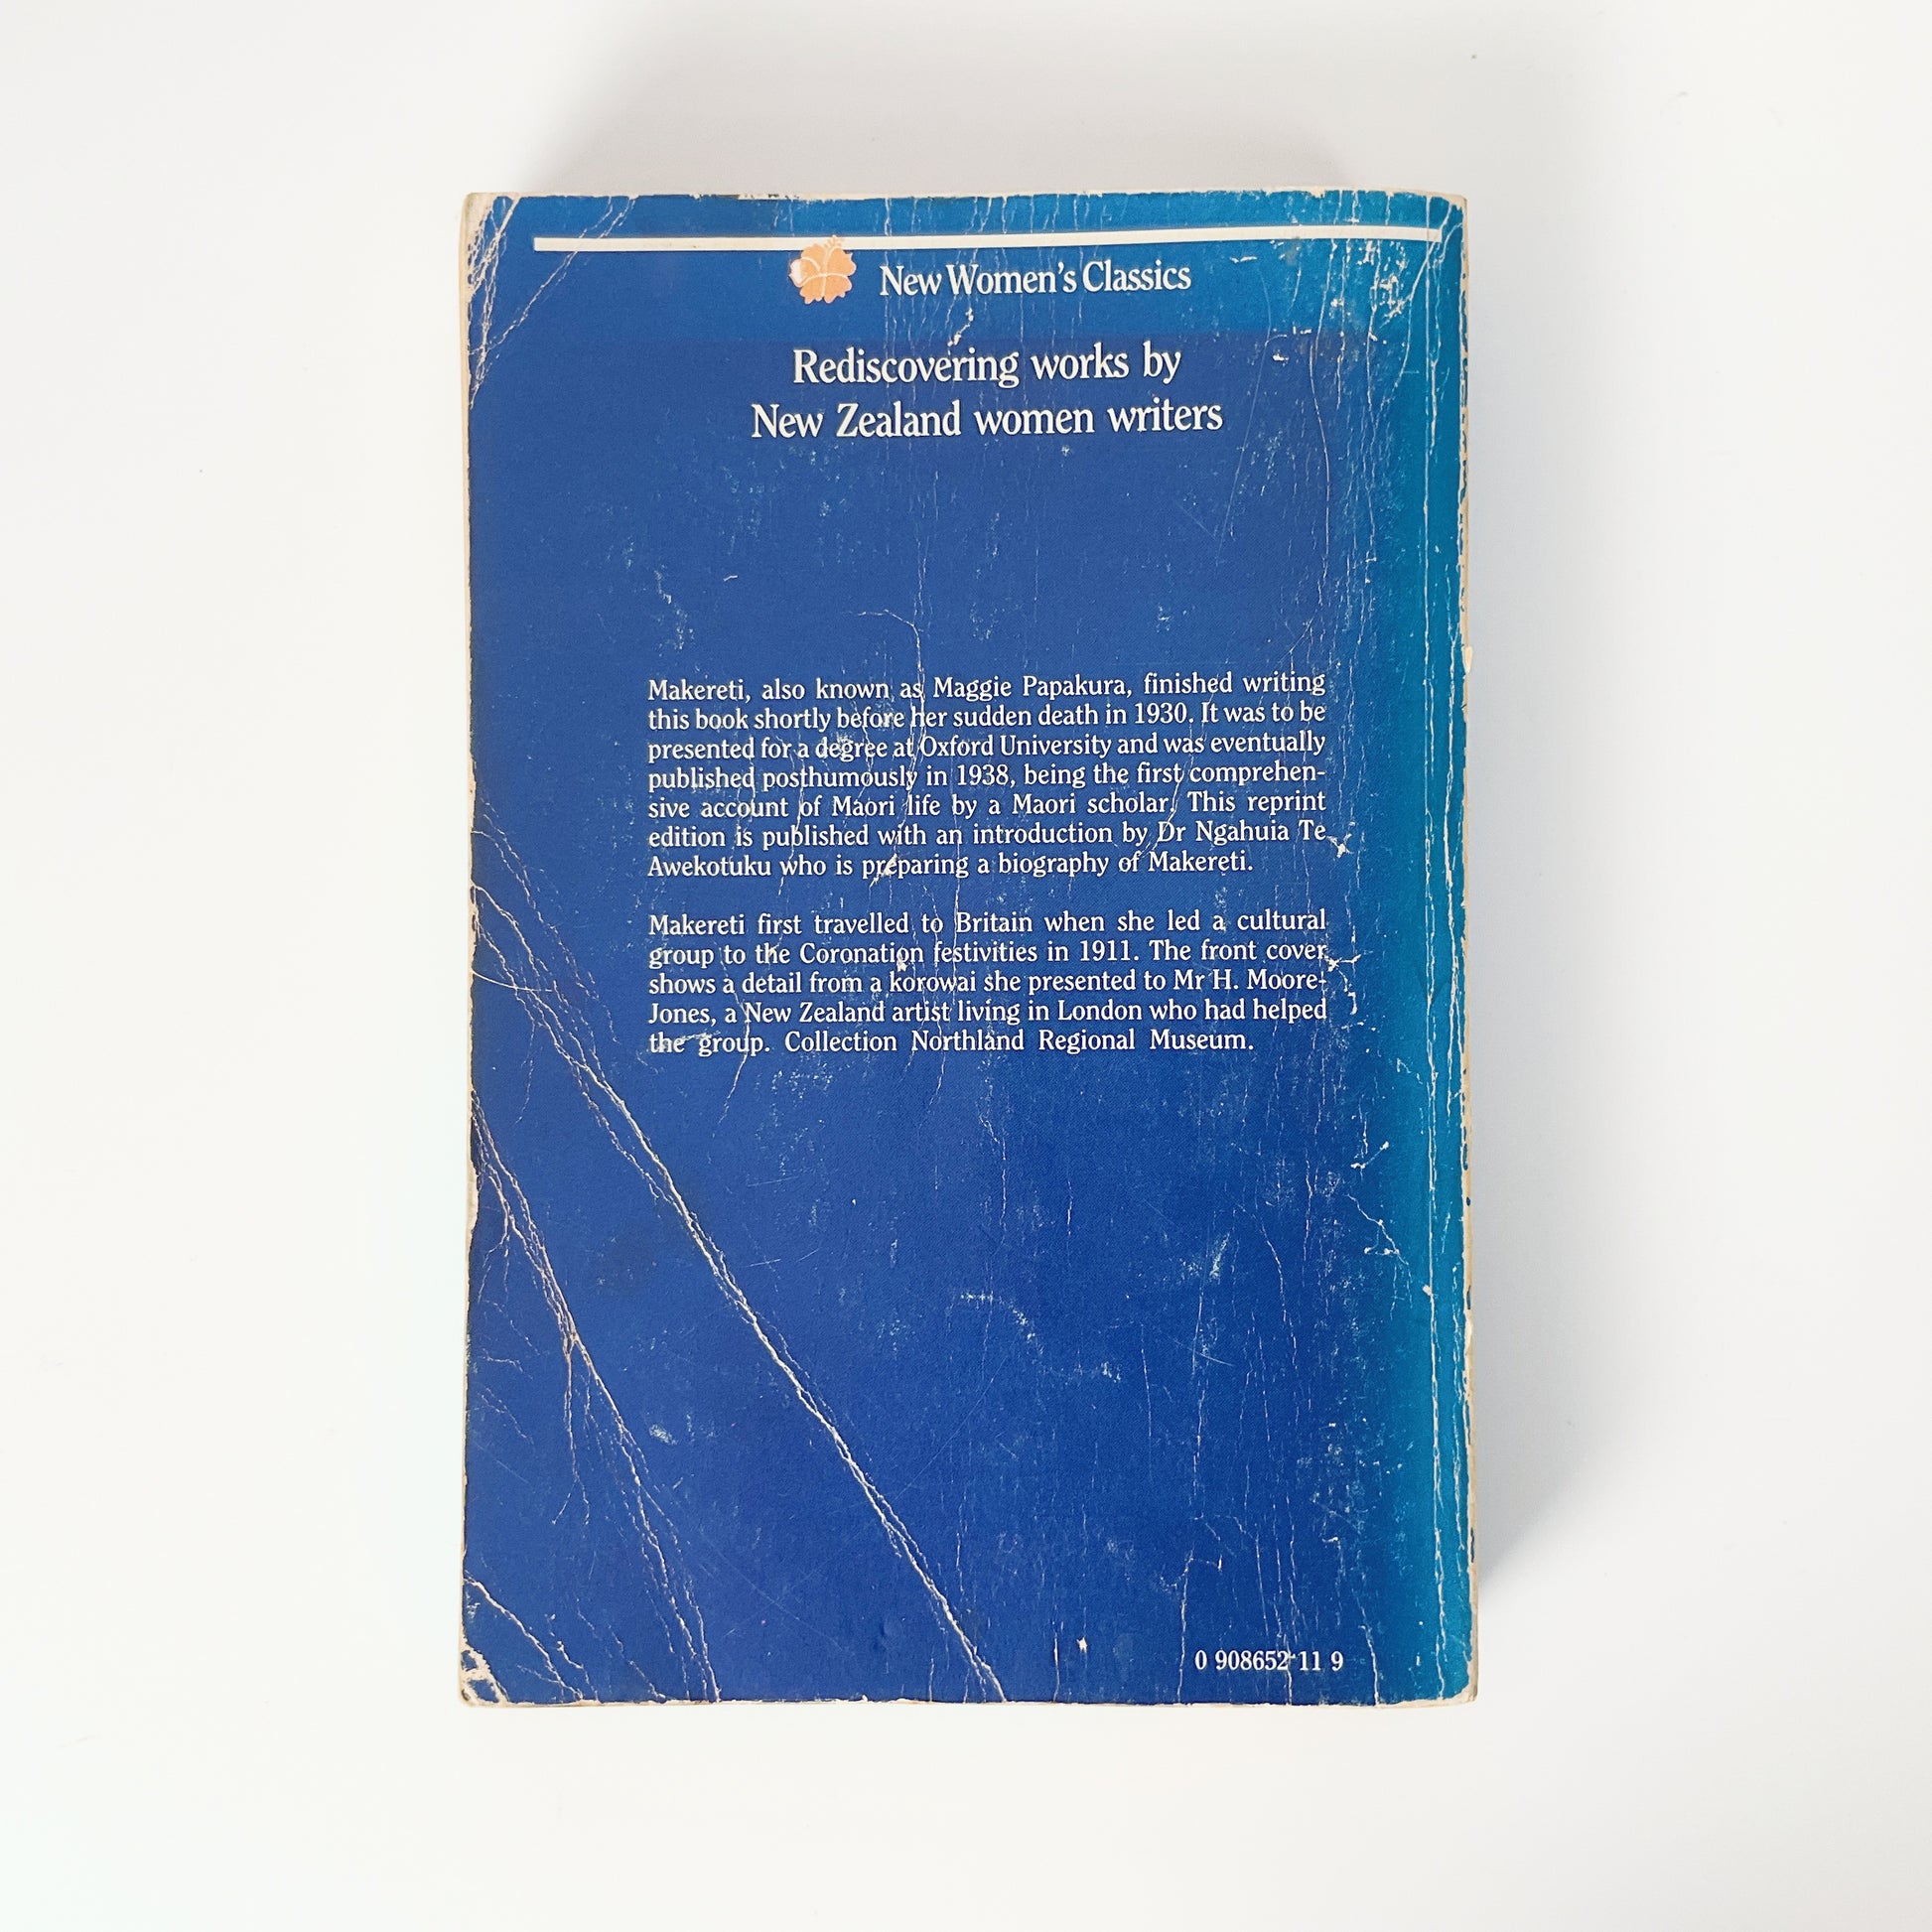 New Women's Classics
Rediscovering works by
New Zealand women writers
Makereti, also known as Maggie Papakura, finished writing
this book shortly before her sudden death in 1930. It was to be
presented for a degree at Oxford University and was eventually
published posthumously in 1938, being the first comprehen-
sive account of Maori life by a Maori scholar. This reprint
edition is published with an introduction by Dr Ngahuia Te
Awekotuku who is preparing a biography of Makereti.
Makereti first travelled to Britain when she led a cultural
group to the Coronation festivities in 1911. The front cover
shows a detail from a korowai she presented to Mr H. Moore-
Jones, a New Zealand artist living in London who had helped
the group. Collection Northland Regional Museum.
0 908652 11 9